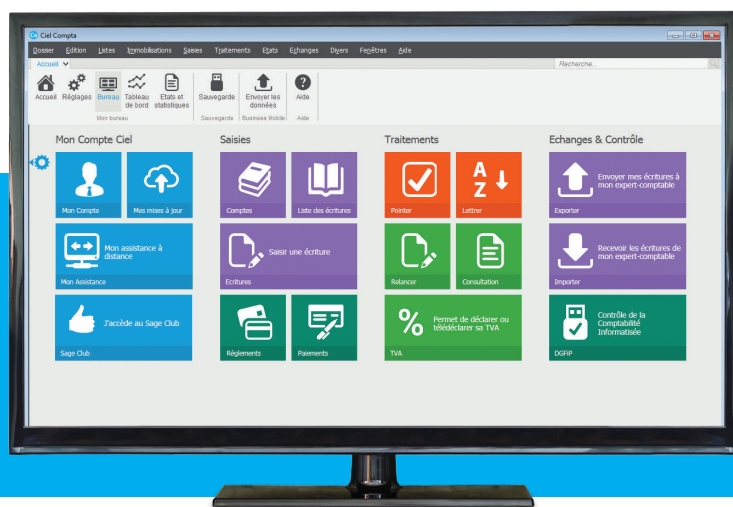 Ciel Compta
Dossier Edition Listes Immobilisations Saisies Traitements Etats Echanges Divers Fenêtres Aide
Accueil
Recherche...
Accueil Réglages Bureau Tableau de bord Etats et statistiques Sauvegarde Envoyer les données Aide
Mon bureau Sauvegarde Business Mobile Aide
Mon Compte Ciel
Mon Compte
Mes mises à jour
Mon assistance à
distance
Mon Assistance
J'accède au Sage Club
Sage Club
Saisies
Comptes
Liste des écritures
Saisir une écriture
Ecritures
Règlements
Paiements
Traitements
Pointer
A
Z
Lettrer
Relancer
Consultation
%
Permet de déclarer ou
télédéclarer sa TVA
TVA
Echanges & Contrôle
Envoyer mes écritures à
mon expert-comptable
Exporter
Recevoir les écritures de
mon expert-comptable
Importer
Contrôle de la
Comptabilité
Informatisée
DGFiP